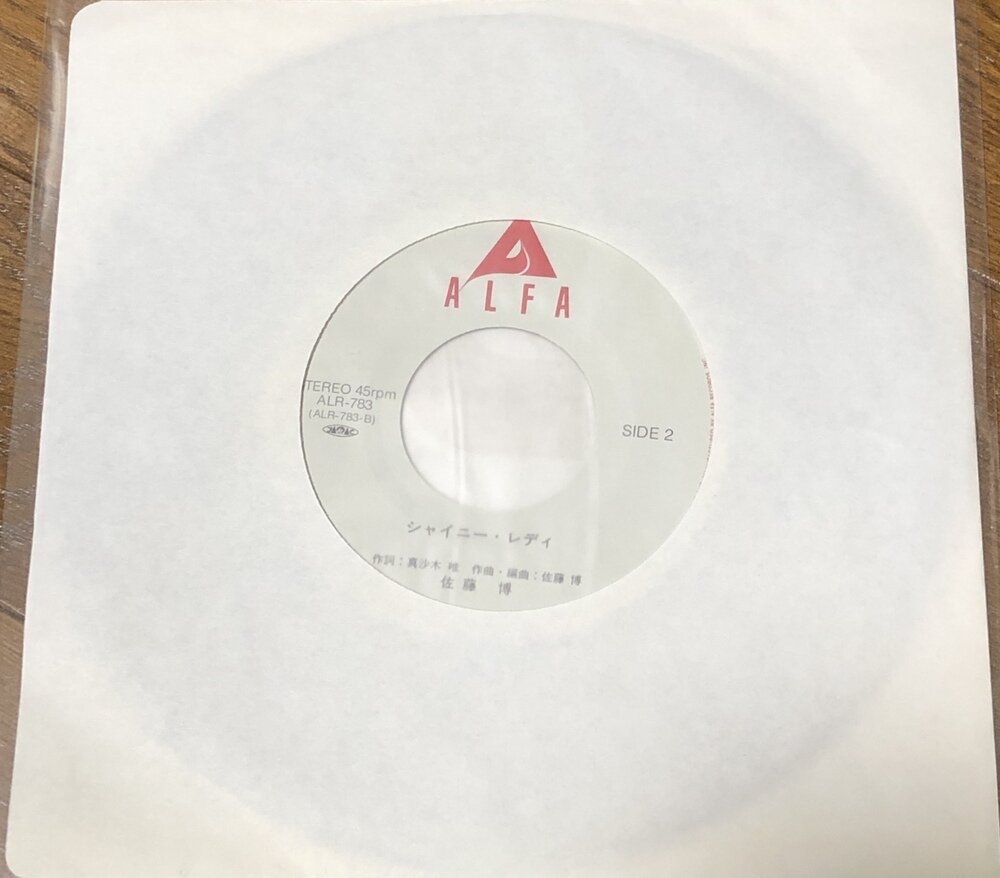 ALFA
TEREO 45rpm
ALR-783
(ALR-783-B)
JASRAC
SIDE 2
シャイニー・レディ
作詞：真沙木 唯 作曲・編曲：佐藤 博
佐藤 博